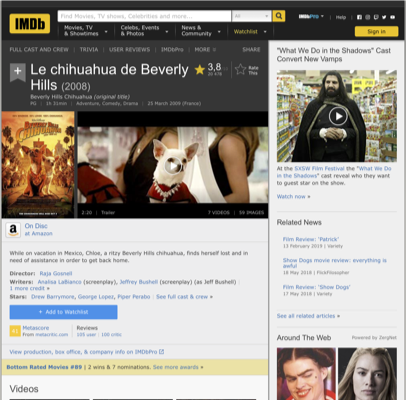 IMDb
Find Movies, TV shows, Celebrities and more...
All
IMDbPro
Help
Movies, TV
& Showtimes
Celebs, Events
& Photos
News &
Community
Watchlist
Sign in
FULL CAST AND CREW
TRIVIA
USER REVIEWS
IMDbPro
MORE
SHARE
Le chihuahua de Beverly
Hills (2008)
3,8
Rate
This
Beverly Hills Chihuahua (original title)
PG | 1h 31min | Adventure, Comedy, Drama | 25 March 2009 (France)
2:20 | Trailer
7 VIDEOS | 59 IMAGES
On Disc
at Amazon
While on vacation in Mexico, Chloe, a ritzy Beverly Hills chihuahua, finds herself lost and in
need of assistance in order to get back home.
Director: Raja Gosnell
Writers: Analisa LaBianco (screenplay), Jeffrey Bushell (screenplay) (as Jeff Bushell) |
1 more credit »
Stars: Drew Barrymore, George Lopez, Piper Perabo | See full cast & crew »
+ Add to Watchlist
Metascore
From metacritic.com
Reviews
105 user | 100 critic
View production, box office, & company info on IMDbPro
Bottom Rated Movies #89 | 2 wins & 7 nominations. See more awards »
Videos
"What We Do in the Shadows" Cast
Convert New Vamps
At the SXSW Film Festival the "What We Do
in the Shadows" cast reveal who they want
to guest star on the show.
Watch now »
Related News
Film Review: 'Patrick'
13 February 2019 | Variety
Show Dogs movie review: everything is
awful
18 May 2018 | FlickFilosopher
Film Review: 'Show Dogs'
17 May 2018 | Variety
See all related articles »
Around The Web
Powered by ZergNet